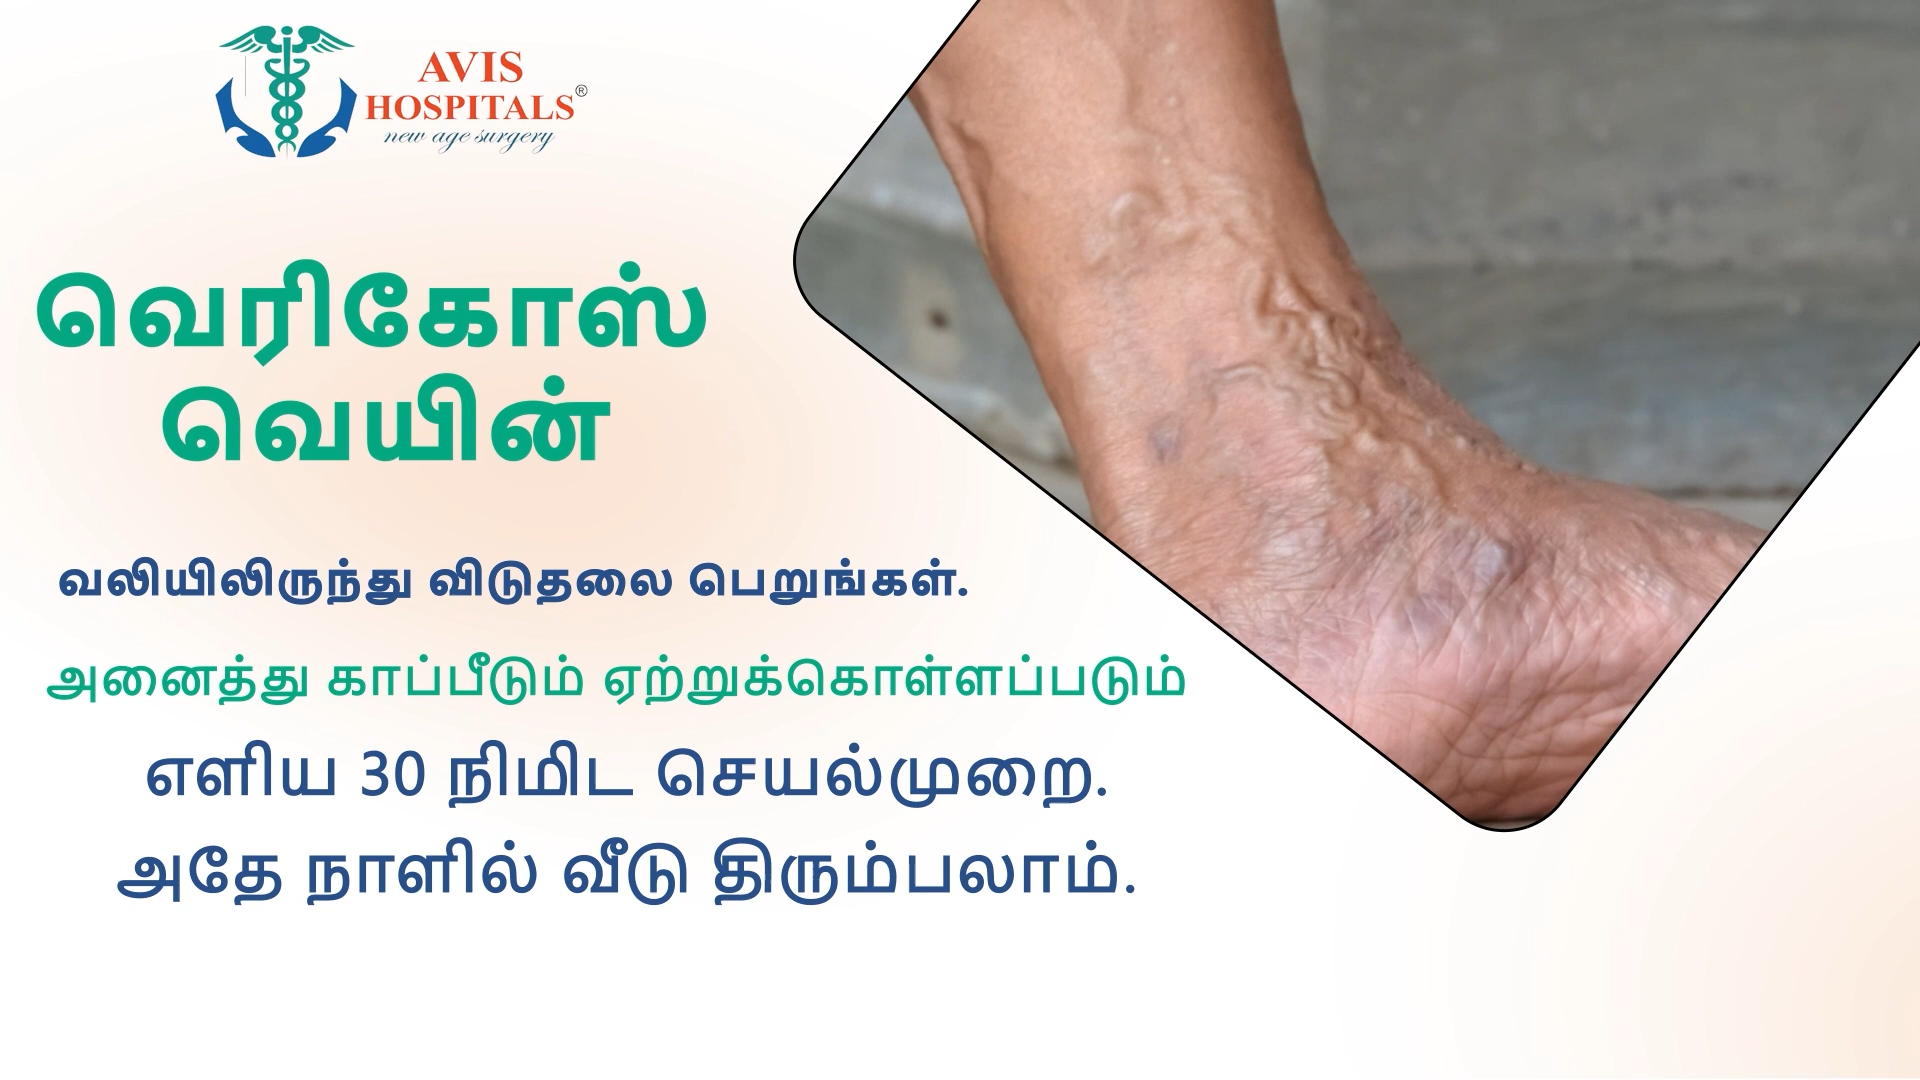 AVIS
HOSPITALS®
new age surgery
வெரிகோஸ்
வெயின்
வலியிலிருந்து விடுதலை பெறுங்கள்.
அனைத்து காப்பீடும் ஏற்றுக்கொள்ளப்படும்
எளிய 30 நிமிட செயல்முறை.
அதே நாளில் வீடு திரும்பலாம்.